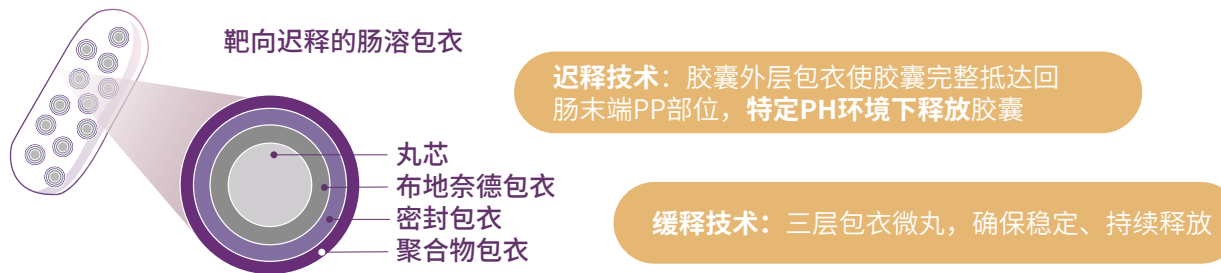 靶向迟释的肠溶包衣
迟释技术：胶囊外层包衣使胶囊完整抵达回
肠末端PP部位，特定PH环境下释放胶囊
丸芯
布地奈德包衣
密封包衣
聚合物包衣
缓释技术：三层包衣微丸，确保稳定、持续释放